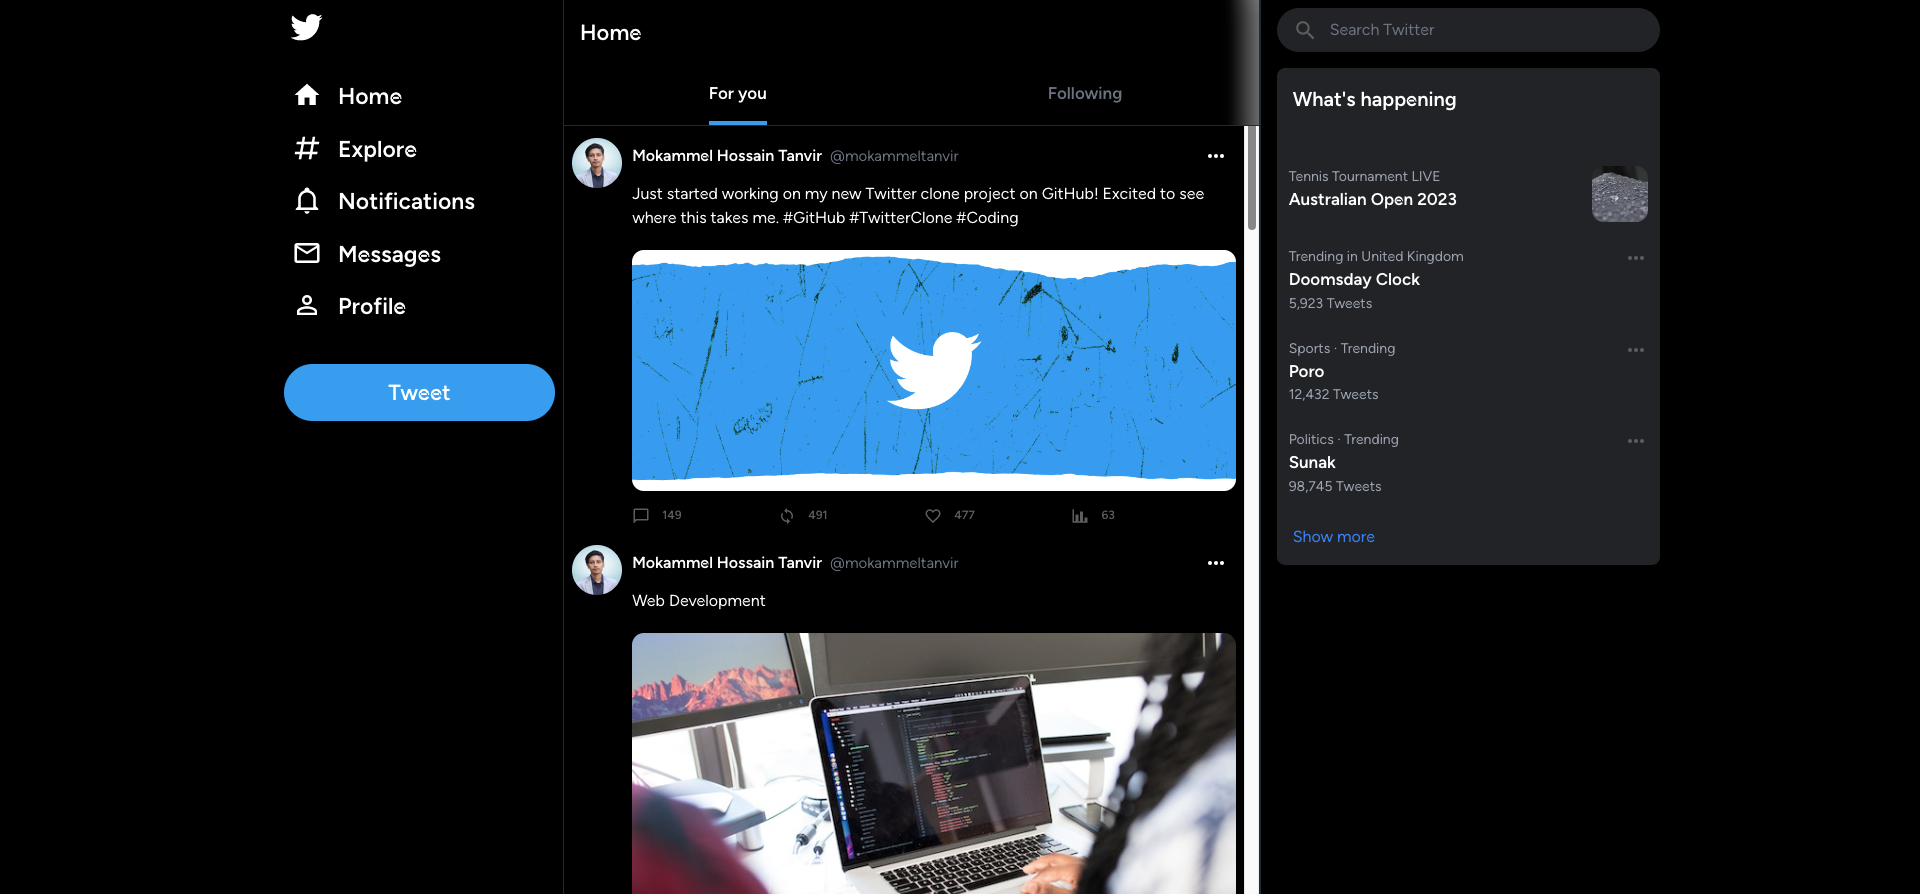 Home
Explore
Notifications
Messages
Profile
Tweet
Home
For you
Following
Mokammel Hossain Tanvir @mokammeltanvir
Just started working on my new Twitter clone project on GitHub! Excited to see
where this takes me. #GitHub #TwitterClone #Coding
149 491 477 63
Mokammel Hossain Tanvir @mokammeltanvir
Web Development
Search Twitter
What's happening
Tennis Tournament LIVE
Australian Open 2023
Trending in United Kingdom
Doomsday Clock
5,923 Tweets
Sports · Trending
Poro
12,432 Tweets
Politics · Trending
Sunak
98,745 Tweets
Show more